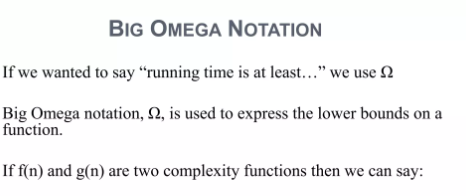 BIG OMEGA NOTATION
If we wanted to say “running time is at least…” we use Ω
Big Omega notation, Ω, is used to express the lower bounds on a
function.
If f(n) and g(n) are two complexity functions then we can say: